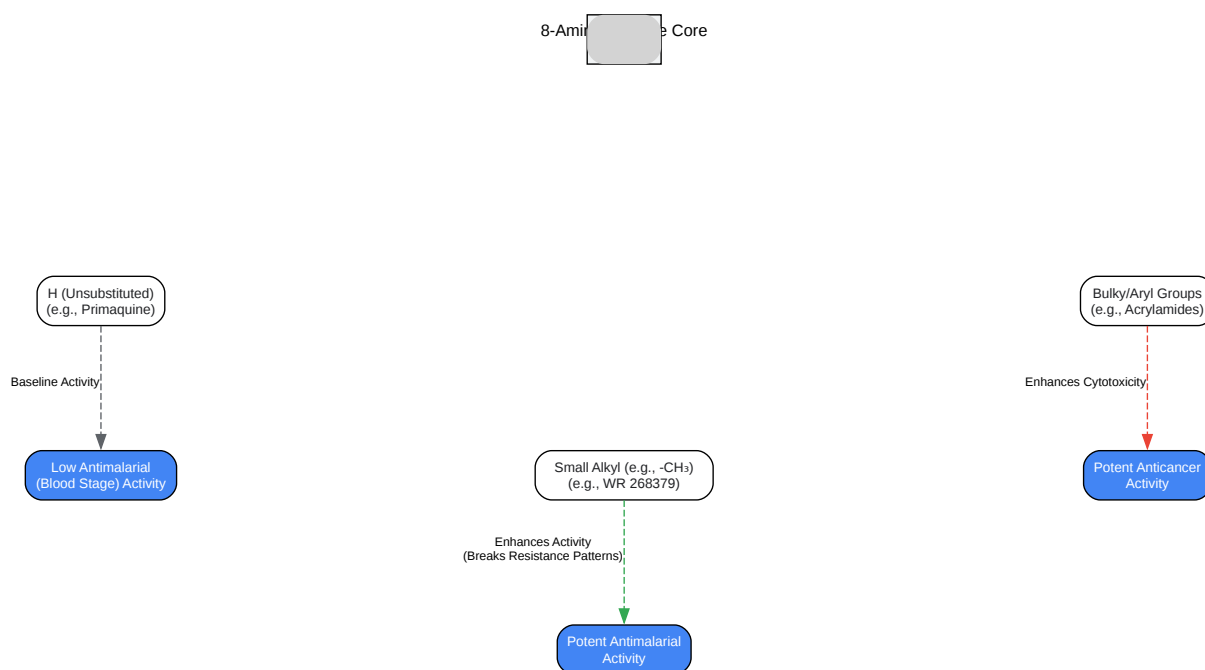 8-Ami e Core
H (Unsubstituted)
(e.g., Primaquine)
Bulky/Aryl Groups
(e.g., Acrylamides)
Baseline Activity
Enhances Cytotoxicity
Low Antimalarial
(Blood Stage) Activity
Small Alkyl (e.g., -CH₃)
(e.g., WR 268379)
Potent Anticancer
Activity
Enhances Activity
(Breaks Resistance Patterns)
Potent Antimalarial
Activity